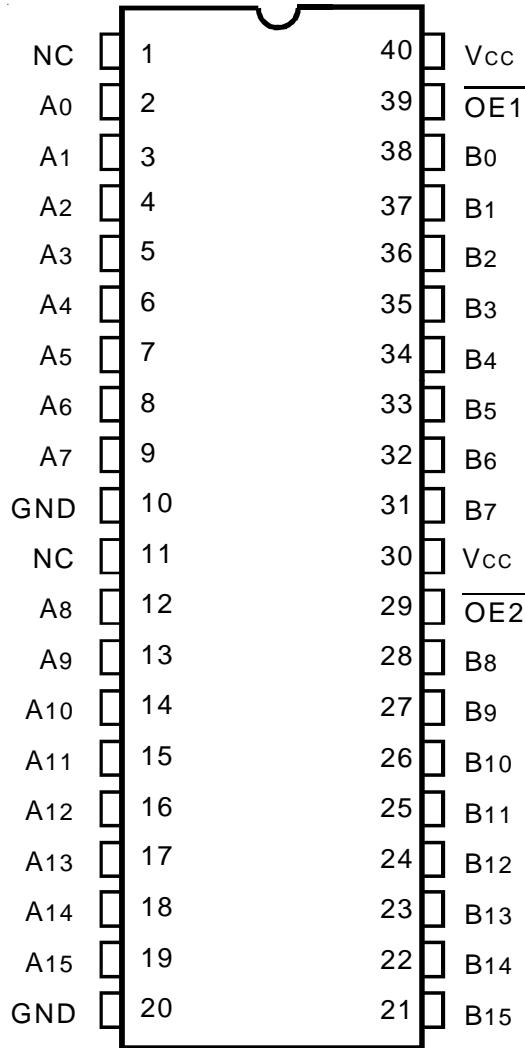 NC 1 40 Vcc
A0 2 39 OE1
A1 3 38 B0
A2 4 37 B1
A3 5 36 B2
A4 6 35 B3
A5 7 34 B4
A6 8 33 B5
A7 9 32 B6
GND 10 31 B7
NC 11 30 Vcc
A8 12 29 OE2
A9 13 28 B8
A10 14 27 B9
A11 15 26 B10
A12 16 25 B11
A13 17 24 B12
A14 18 23 B13
A15 19 22 B14
GND 20 21 B15